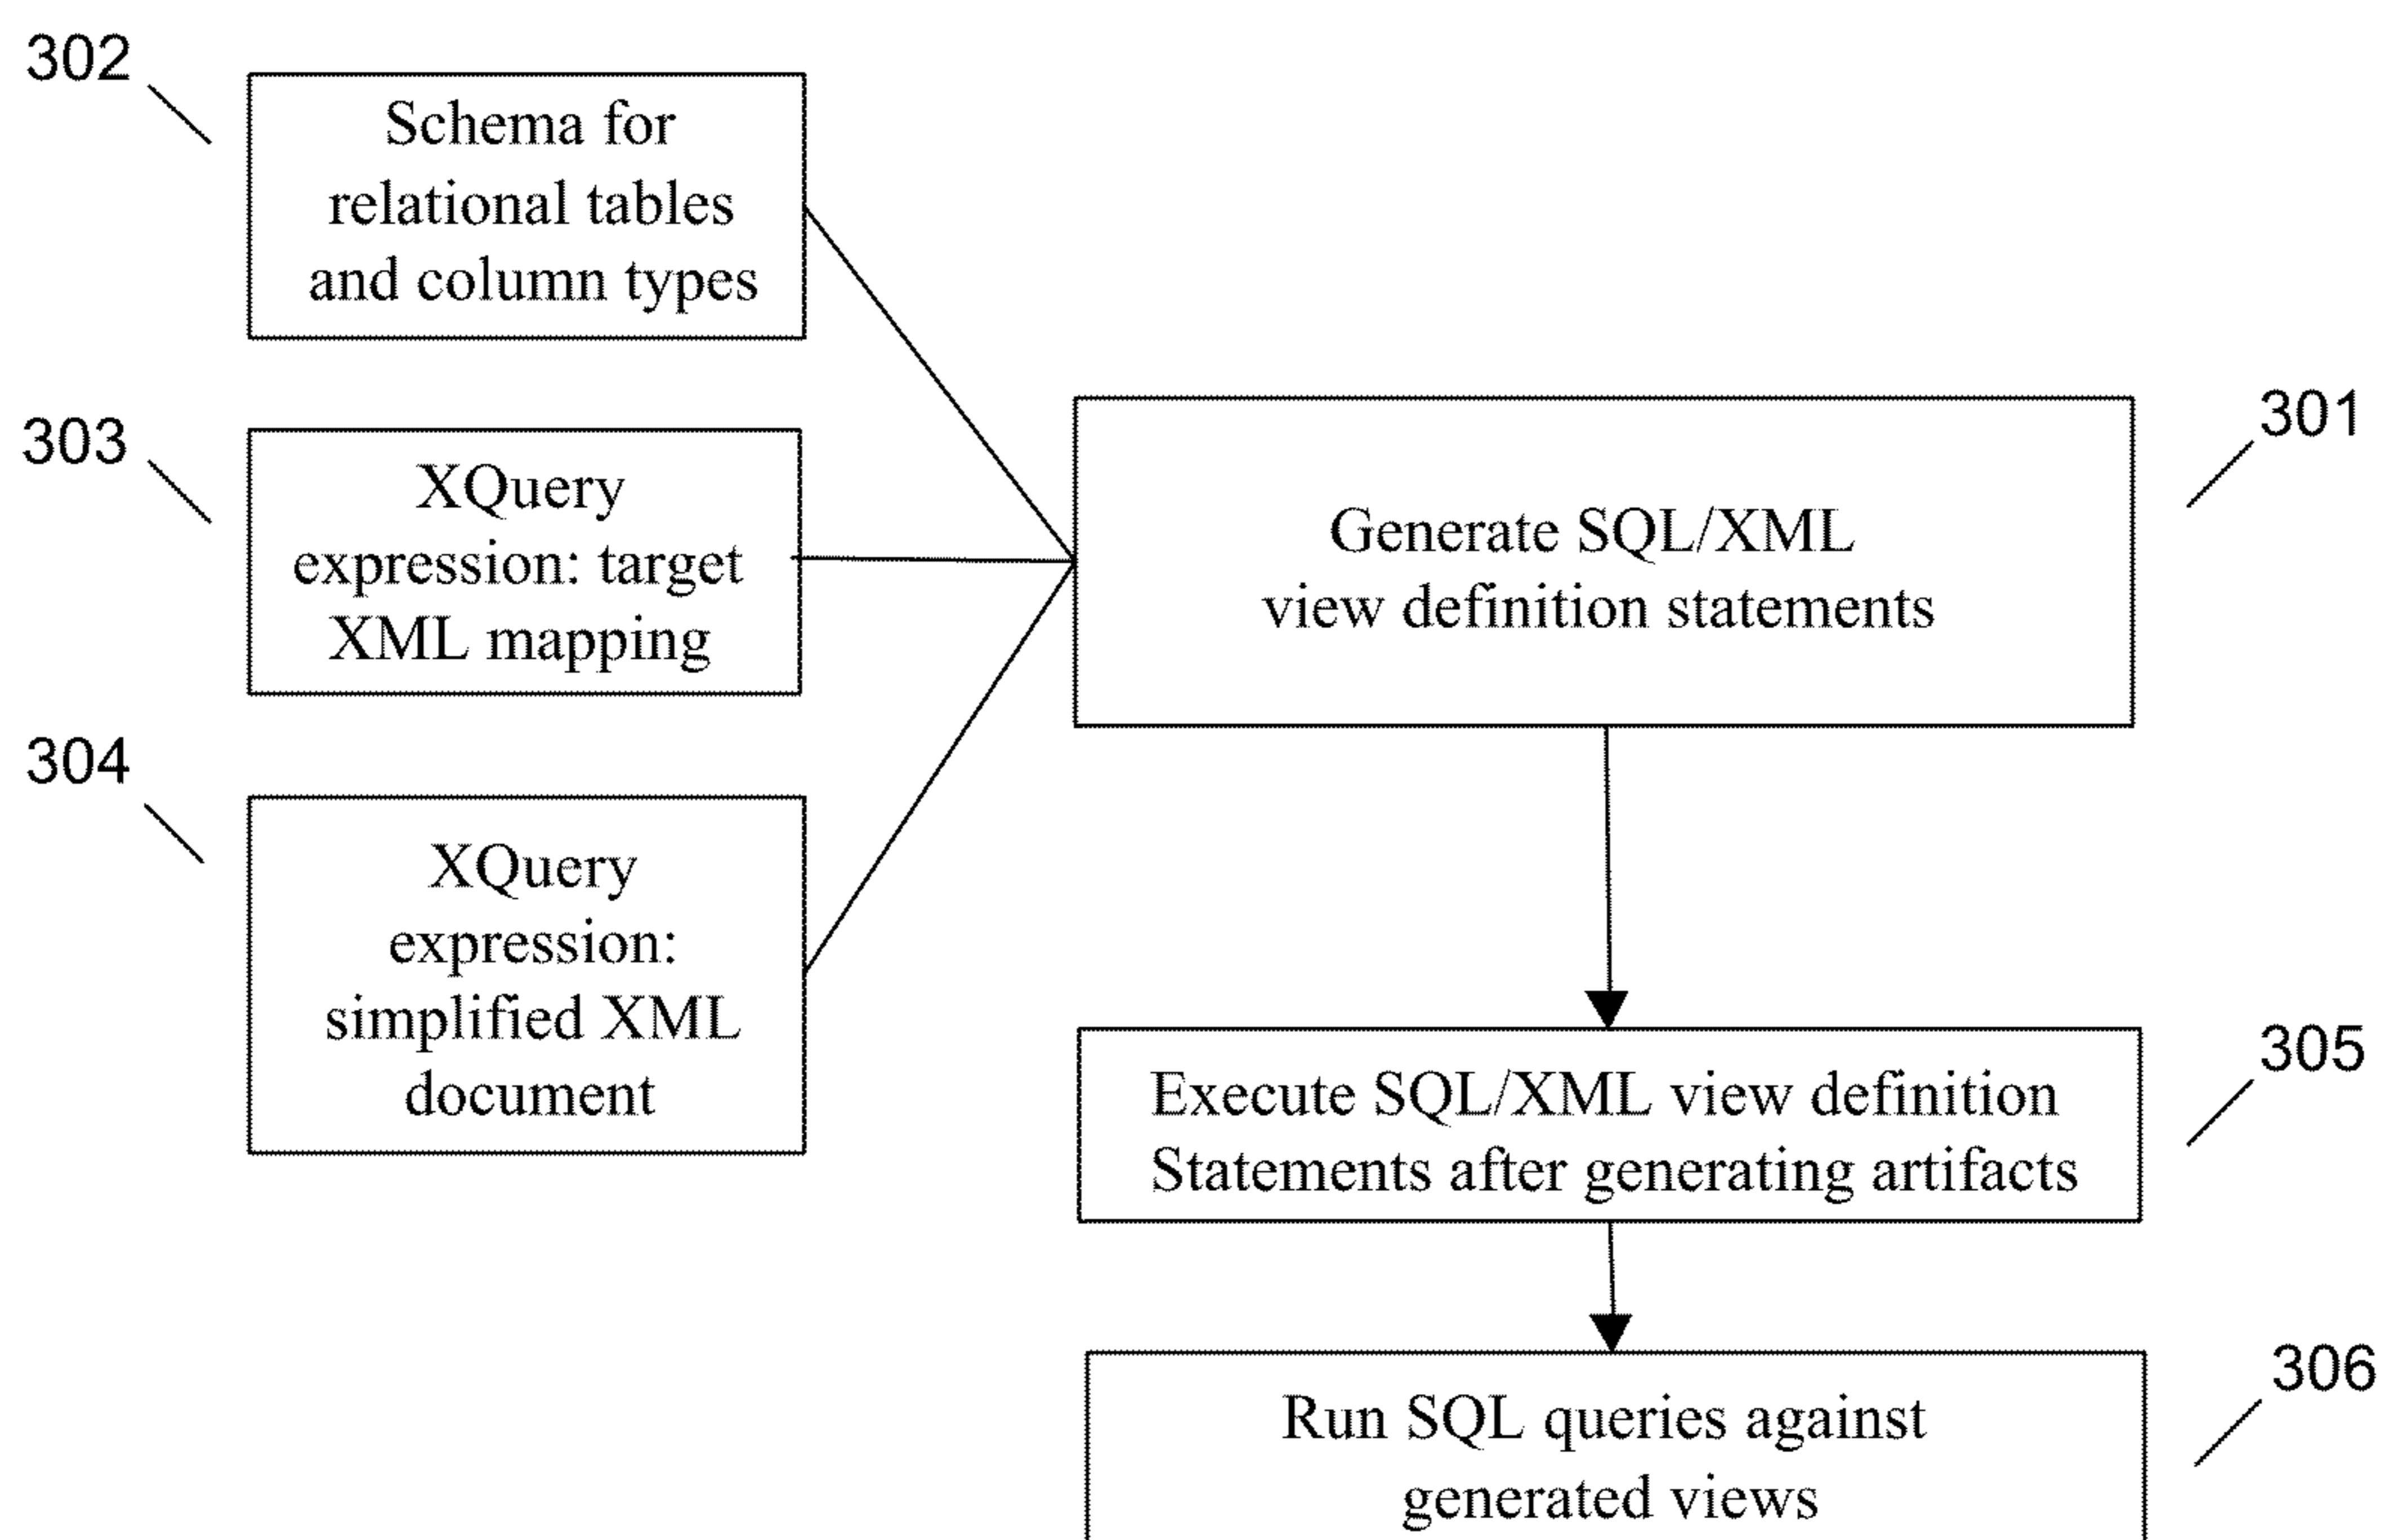 302
Schema for
relational tables
and column types
303
XQuery
expression: target
XML mapping
304
XQuery
expression:
simplified XML
document
301
Generate SQL/XML
view definition statements
305
Execute SQL/XML view definition
Statements after generating artifacts
306
Run SQL queries against
generated views